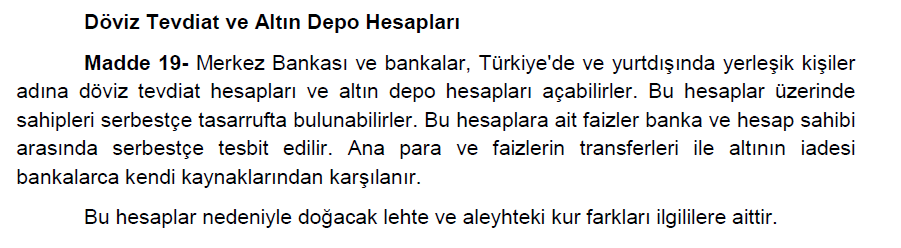 Döviz Tevdiat ve Altın Depo Hesapları
Madde 19- Merkez Bankası ve bankalar, Türkiye'de ve yurtdışında yerleşik kişiler
adına döviz tevdiat hesapları ve altın depo hesapları açabilirler. Bu hesaplar üzerinde
sahipleri serbestçe tasarrufta bulunabilirler. Bu hesaplara ait faizler banka ve hesap sahibi
arasında serbestçe tesbit edilir. Ana para ve faizlerin transferleri ile altının iadesi
bankalarca kendi kaynaklarından karşılanır.
Bu hesaplar nedeniyle doğacak lehte ve aleyhteki kur farkları ilgililere aittir.